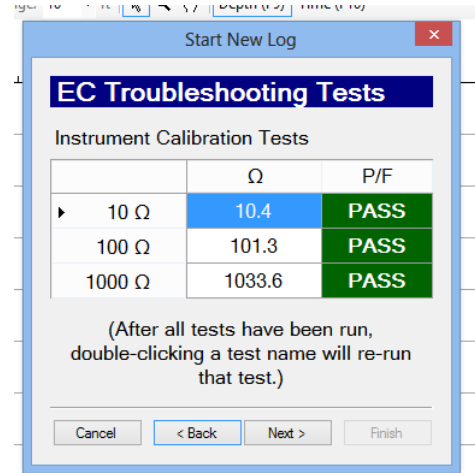 Start New Log
EC Troubleshooting Tests
Instrument Calibration Tests
Ω P/F
10 Ω 10.4 PASS
100 Ω 101.3 PASS
1000 Ω 1033.6 PASS
(After all tests have been run,
double-clicking a test name will re-run
that test.)
Cancel < Back Next > Finish